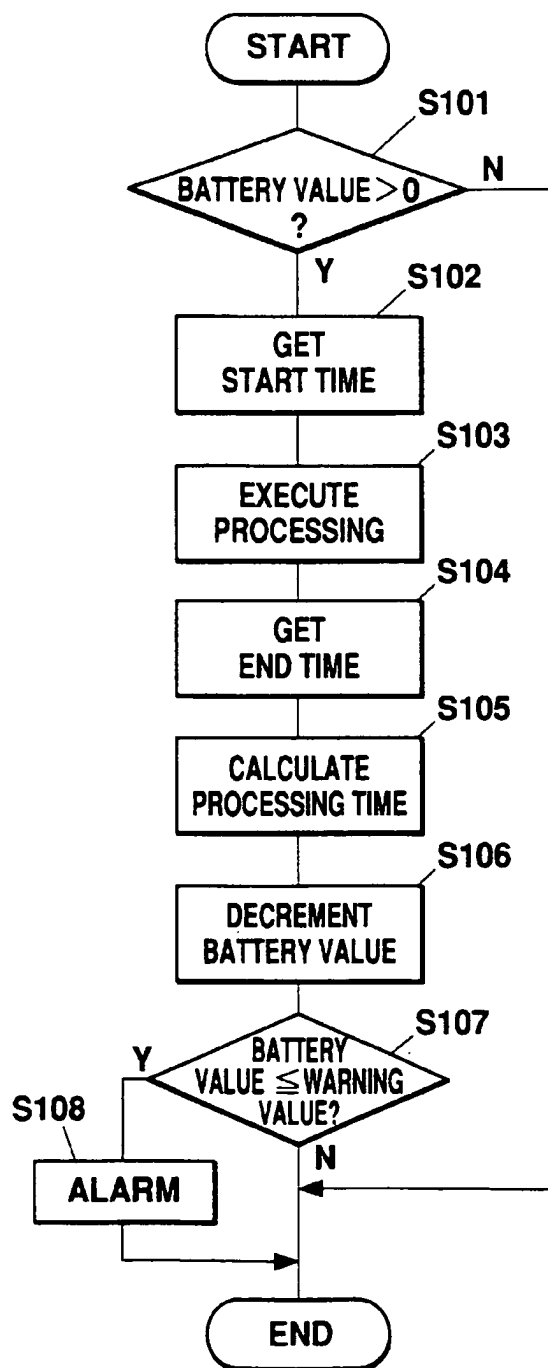 START
S101
BATTERY VALUE >0
?
N
Y
S102
GET
START TIME
S103
EXECUTE
PROCESSING
S104
GET
END TIME
S105
CALCULATE
PROCESSING TIME
S106
DECREMENT
BATTERY VALUE
S107
BATTERY
VALUE ≦ WARNING
VALUE?
Y
N
S108
ALARM
END